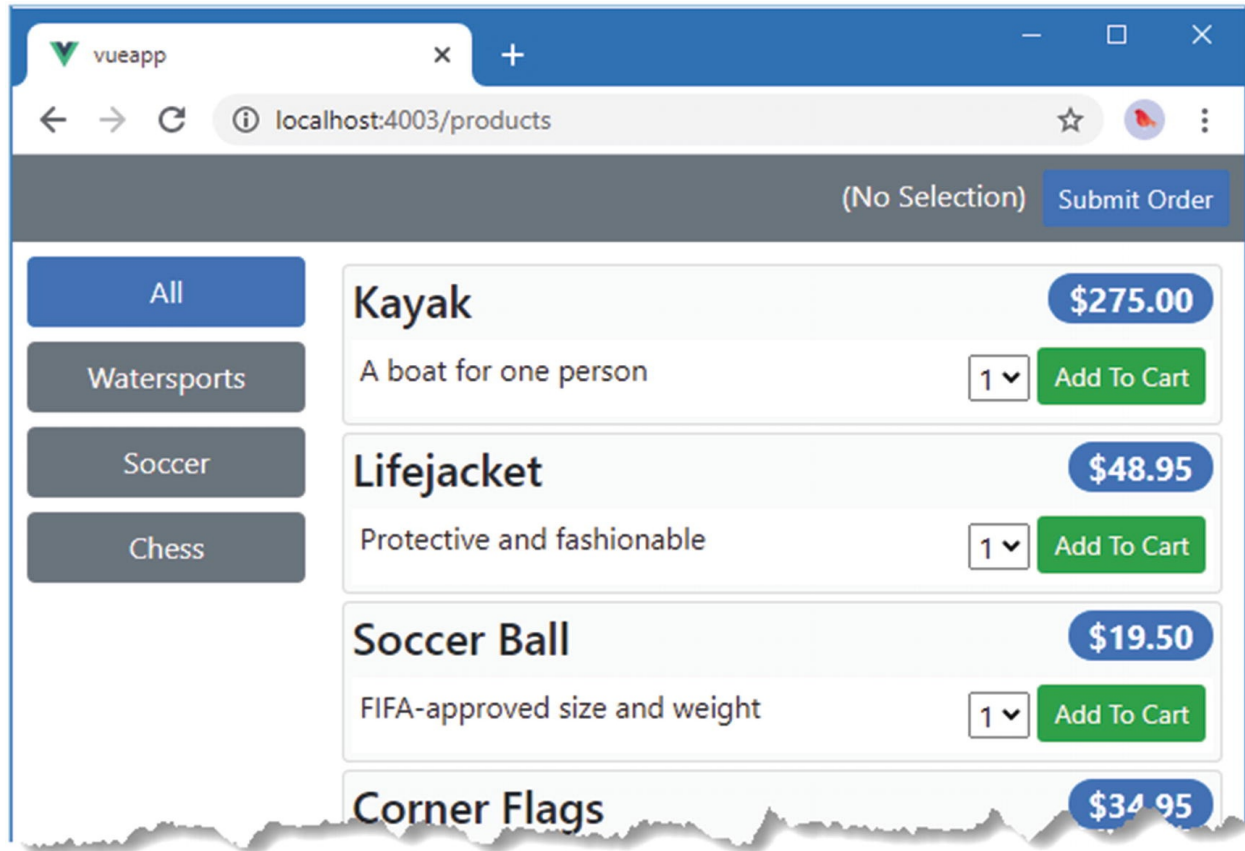 vueapp
localhost:4003/products
(No Selection) Submit Order
All
Watersports
Soccer
Chess
Kayak $275.00
A boat for one person 1 Add To Cart
Lifejacket $48.95
Protective and fashionable 1 Add To Cart
Soccer Ball $19.50
FIFA-approved size and weight 1 Add To Cart
Corner Flags $34.95